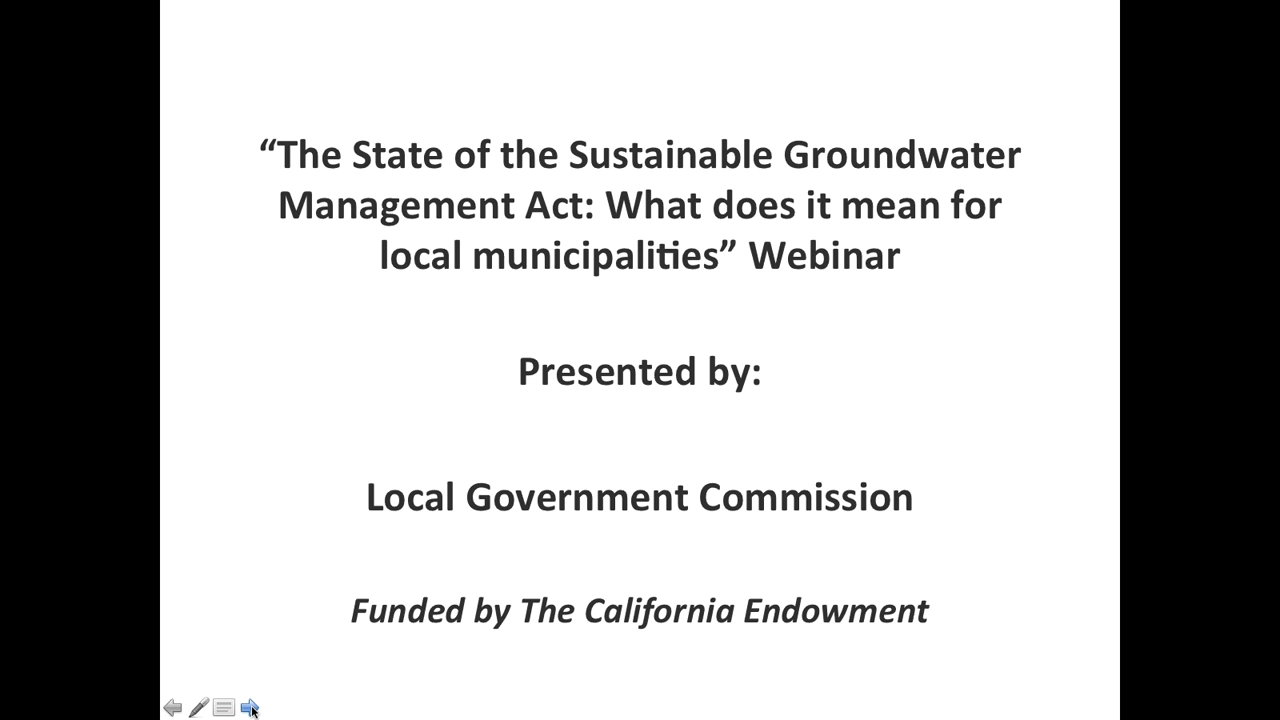 “The State of the Sustainable Groundwater
Management Act: What does it mean for
local municipalities” Webinar
Presented by:
Local Government Commission
Funded by The California Endowment